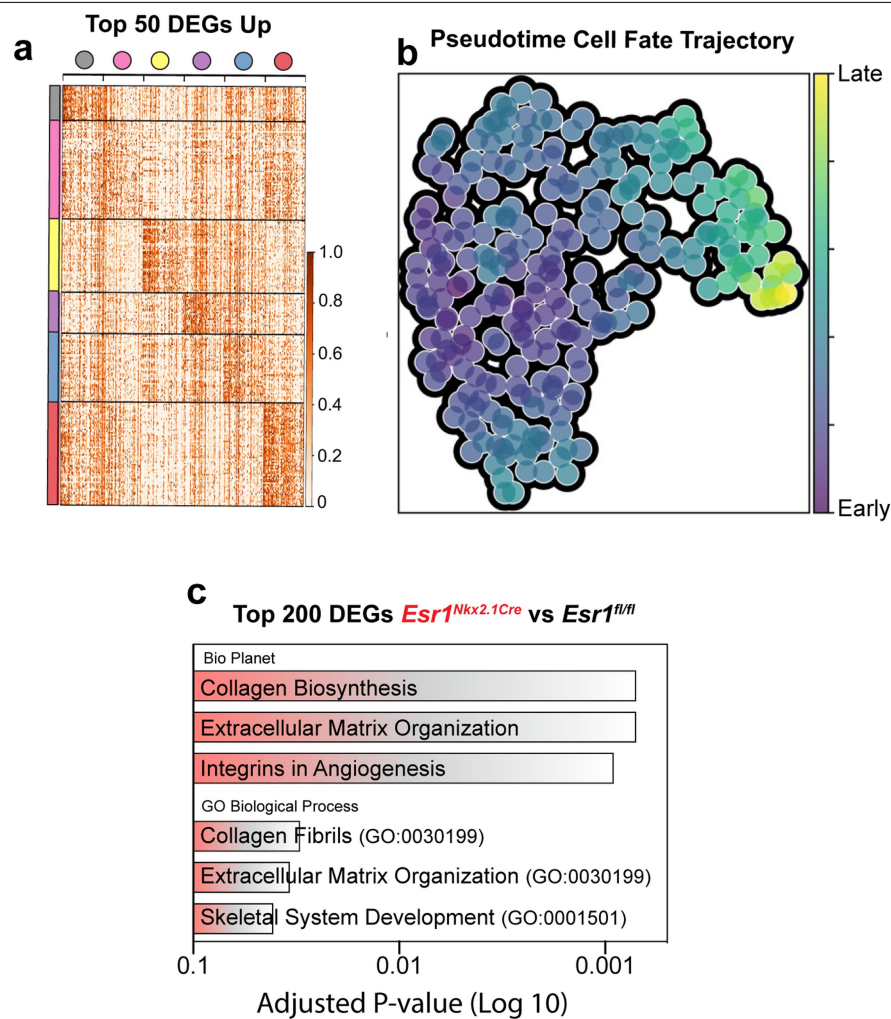 a
Top 50 DEGs Up
1.0
0.8
0.6
0.4
0.2
0
b
Pseudotime Cell Fate Trajectory
Late
Early
c
Top 200 DEGs Esr1Nkx2.1Cre vs Esr1fl/fl
Bio Planet
Collagen Biosynthesis
Extracellular Matrix Organization
Integrins in Angiogenesis
GO Biological Process
Collagen Fibrils (GO:0030199)
Extracellular Matrix Organization (GO:0030199)
Skeletal System Development (GO:0001501)
0.1 0.01 0.001
Adjusted P-value (Log 10)